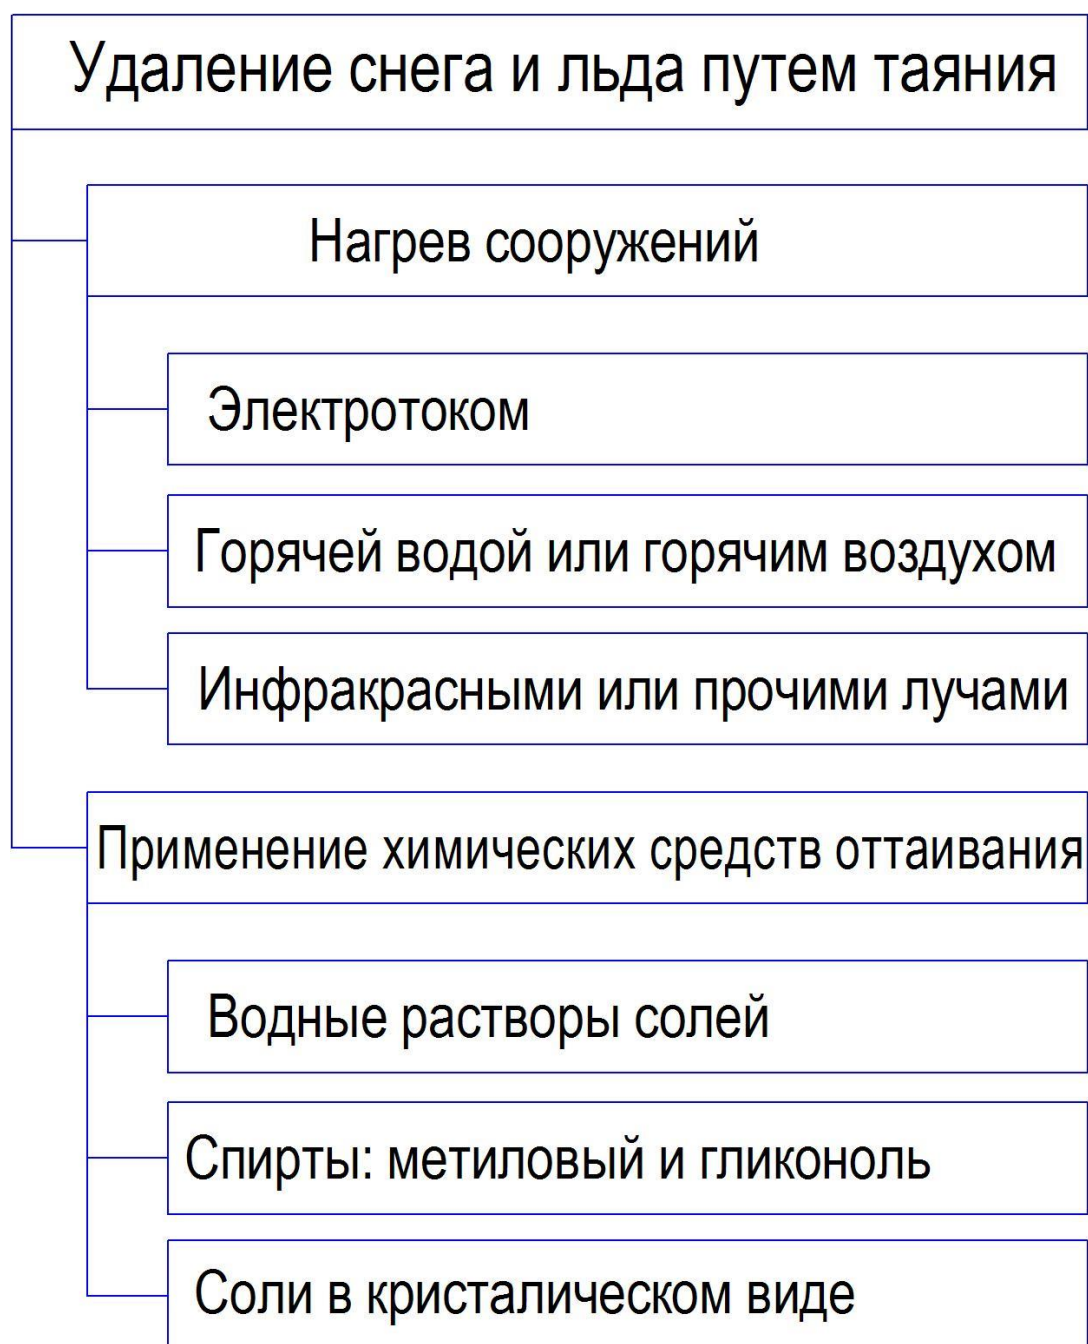 Удаление снега и льда путем таяния
Нагрев сооружений
Электротоком
Горячей водой или горячим воздухом
Инфракрасными или прочими лучами
Применение химических средств оттаивания
Водные растворы солей
Спирты: метиловый и гликоноль
Соли в кристалическом виде